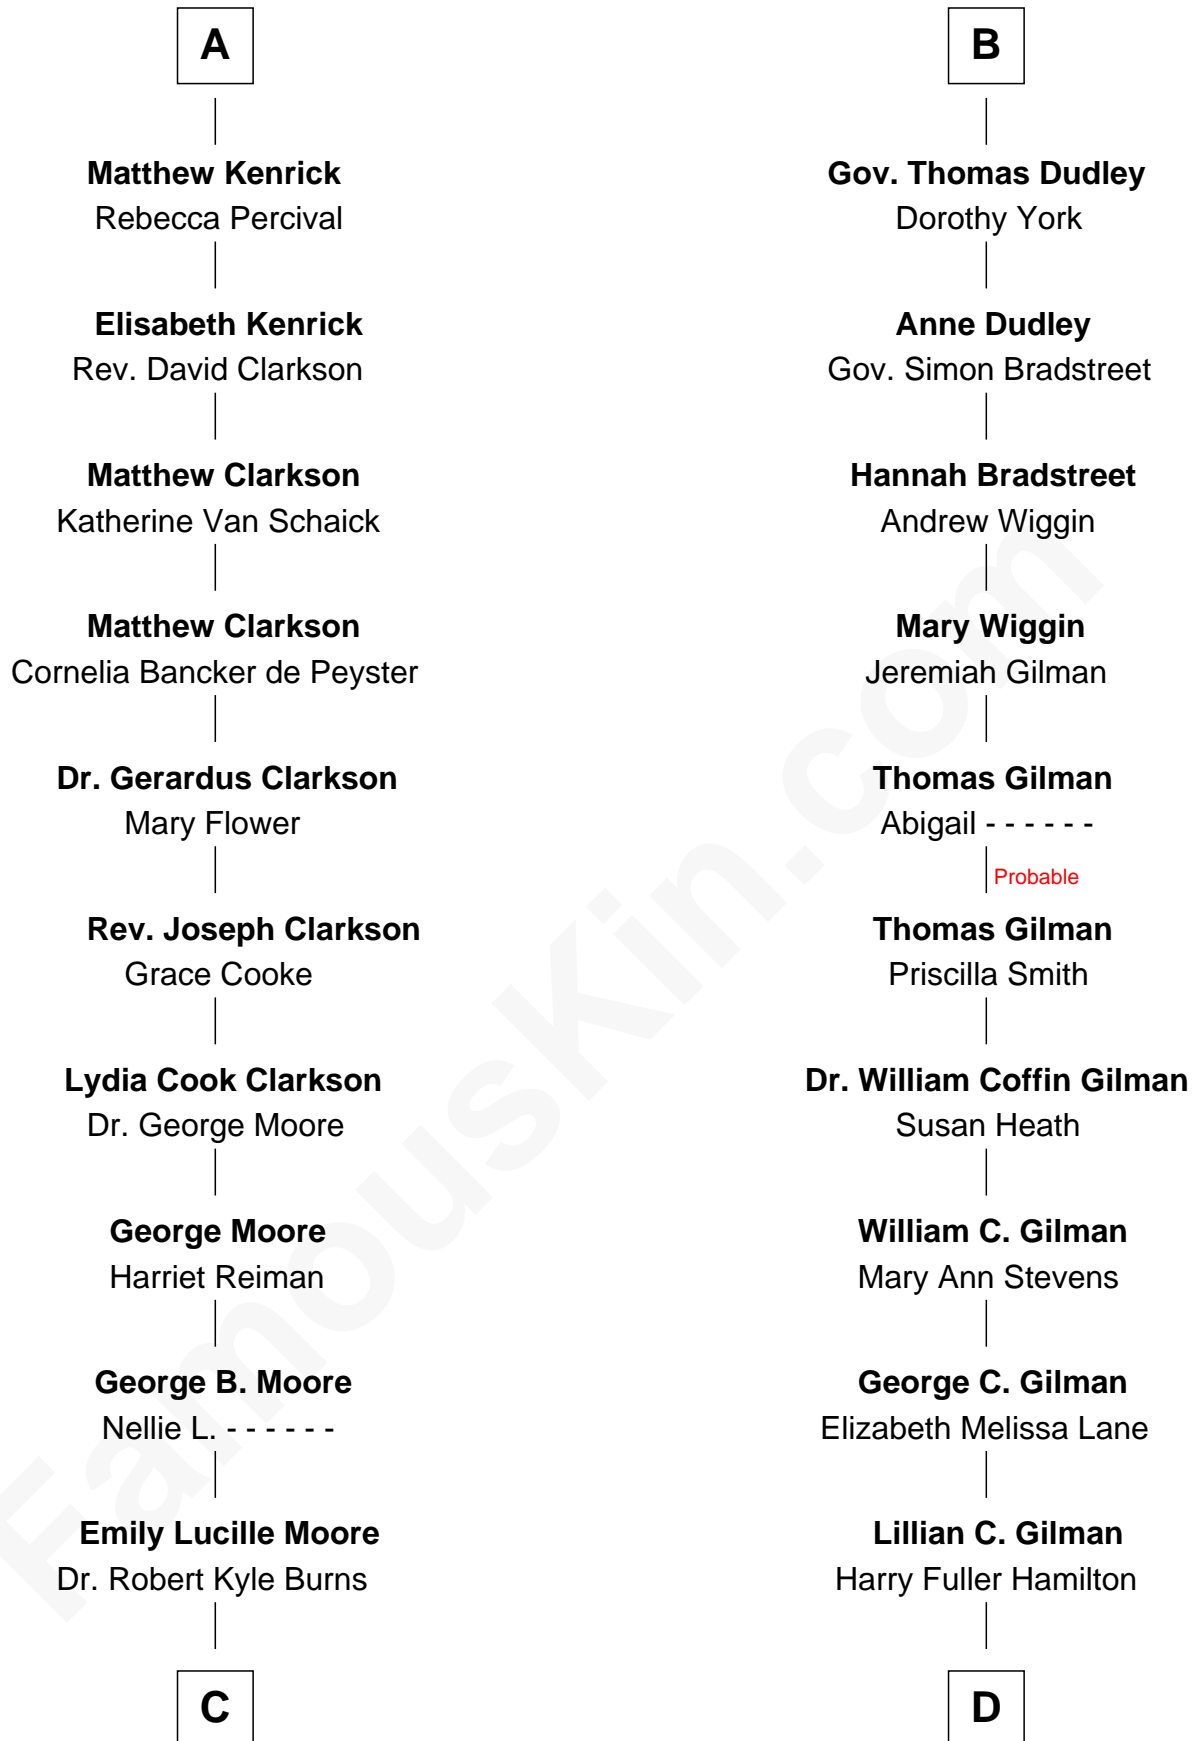 A
Matthew Kenrick
Rebecca Percival
Elisabeth Kenrick
Rev. David Clarkson
Matthew Clarkson
Katherine Van Schaick
Matthew Clarkson
Cornelia Bancker de Peyster
Dr. Gerardus Clarkson
Mary Flower
Rev. Joseph Clarkson
Grace Cooke
Lydia Cook Clarkson
Dr. George Moore
George Moore
Harriet Reiman
George B. Moore
Nellie L. - - - - - -
Emily Lucille Moore
Dr. Robert Kyle Burns
C
B
Gov. Thomas Dudley
Dorothy York
Anne Dudley
Gov. Simon Bradstreet
Hannah Bradstreet
Andrew Wiggin
Mary Wiggin
Jeremiah Gilman
Thomas Gilman
Abigail - - - - - -
Probable
Thomas Gilman
Priscilla Smith
Dr. William Coffin Gilman
Susan Heath
William C. Gilman
Mary Ann Stevens
George C. Gilman
Elizabeth Melissa Lane
Lillian C. Gilman
Harry Fuller Hamilton
D
FamousKin.com